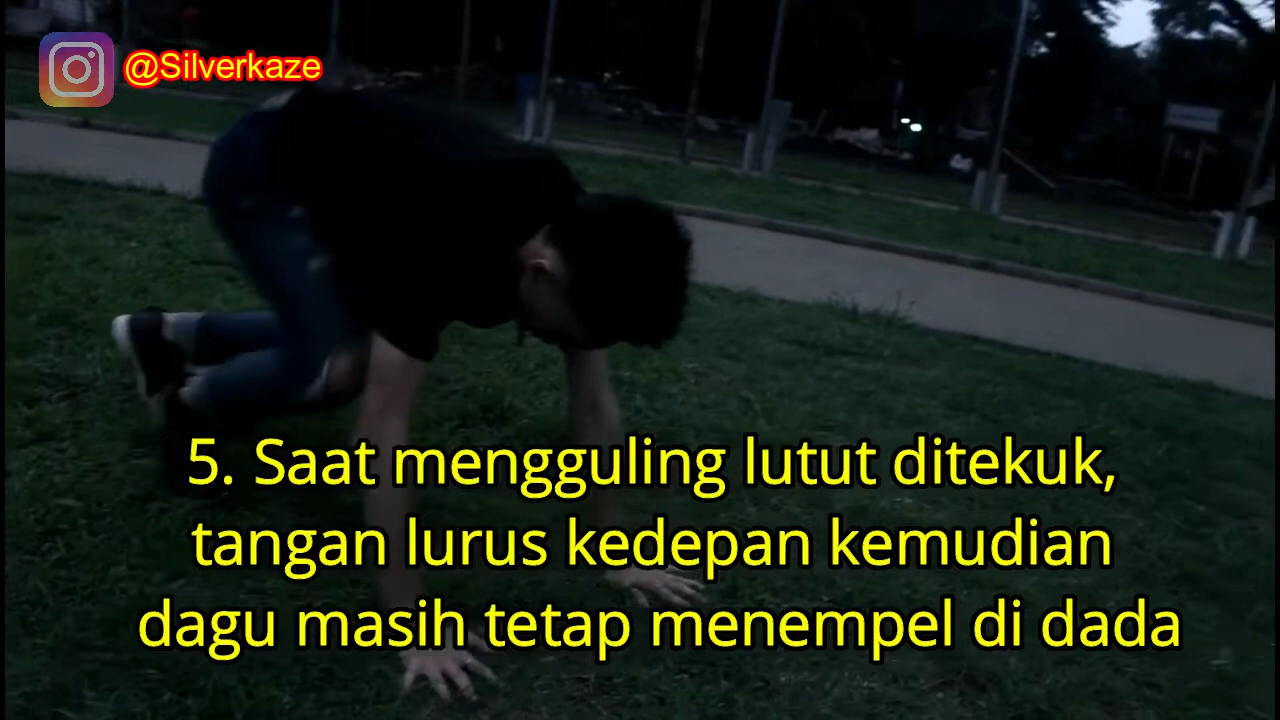 @Silverkaze
5. Saat mengguling lutut ditekuk,
tangan lurus kedepan kemudian
dagu masih tetap menempel di dada